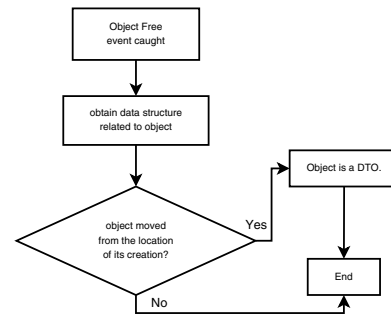 Object Free
event caught
obtain data structure
related to object
object moved
from the location
of its creation?
Yes
Object is a DTO.
End
No